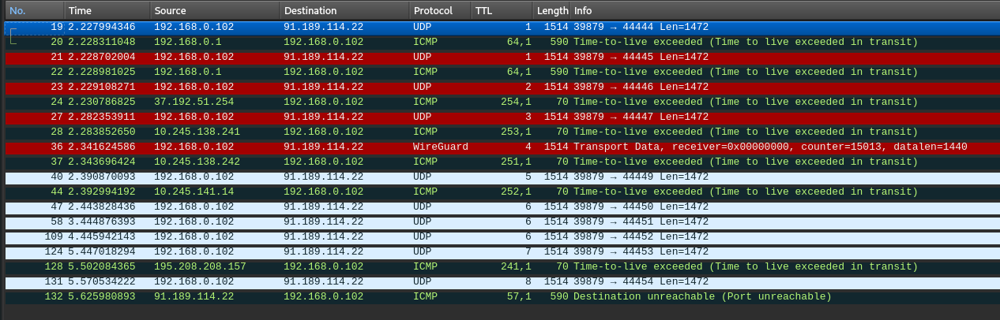 No. Time Source Destination Protocol TTL Length Info
19 2.227994346 192.168.0.102 91.189.114.22 UDP 1 1514 39879 → 44444 Len=1472
20 2.228311048 192.168.0.1 192.168.0.102 ICMP 64,1 590 Time-to-live exceeded (Time to live exceeded in transit)
21 2.228702004 192.168.0.102 91.189.114.22 UDP 1 1514 39879 → 44445 Len=1472
22 2.228981025 192.168.0.1 192.168.0.102 ICMP 64,1 590 Time-to-live exceeded (Time to live exceeded in transit)
23 2.229108271 192.168.0.102 91.189.114.22 UDP 2 1514 39879 → 44446 Len=1472
24 2.230786825 37.192.51.254 192.168.0.102 ICMP 254,1 70 Time-to-live exceeded (Time to live exceeded in transit)
27 2.282353911 192.168.0.102 91.189.114.22 UDP 3 1514 39879 → 44447 Len=1472
28 2.283852650 10.245.138.241 192.168.0.102 ICMP 253,1 70 Time-to-live exceeded (Time to live exceeded in transit)
36 2.341624586 192.168.0.102 91.189.114.22 WireGuard 4 1514 Transport Data, receiver=0x00000000, counter=15013, datalen=1440
37 2.343696424 10.245.138.242 192.168.0.102 ICMP 251,1 70 Time-to-live exceeded (Time to live exceeded in transit)
40 2.390870093 192.168.0.102 91.189.114.22 UDP 5 1514 39879 → 44449 Len=1472
44 2.392994192 10.245.141.14 192.168.0.102 ICMP 252,1 70 Time-to-live exceeded (Time to live exceeded in transit)
47 2.443828436 192.168.0.102 91.189.114.22 UDP 6 1514 39879 → 44450 Len=1472
58 3.444876393 192.168.0.102 91.189.114.22 UDP 6 1514 39879 → 44451 Len=1472
109 4.445942143 192.168.0.102 91.189.114.22 UDP 6 1514 39879 → 44452 Len=1472
124 5.447018294 192.168.0.102 91.189.114.22 UDP 7 1514 39879 → 44453 Len=1472
128 5.502084365 195.208.208.157 192.168.0.102 ICMP 241,1 70 Time-to-live exceeded (Time to live exceeded in transit)
131 5.570534222 192.168.0.102 91.189.114.22 UDP 8 1514 39879 → 44454 Len=1472
132 5.625980893 91.189.114.22 192.168.0.102 ICMP 57,1 590 Destination unreachable (Port unreachable)